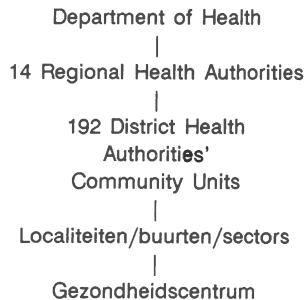 Department of Health
14 Regional Health Authorities
192 District Health
Authorities'
Community Units
Localiteiten/buurten/sectors
Gezondheidscentrum